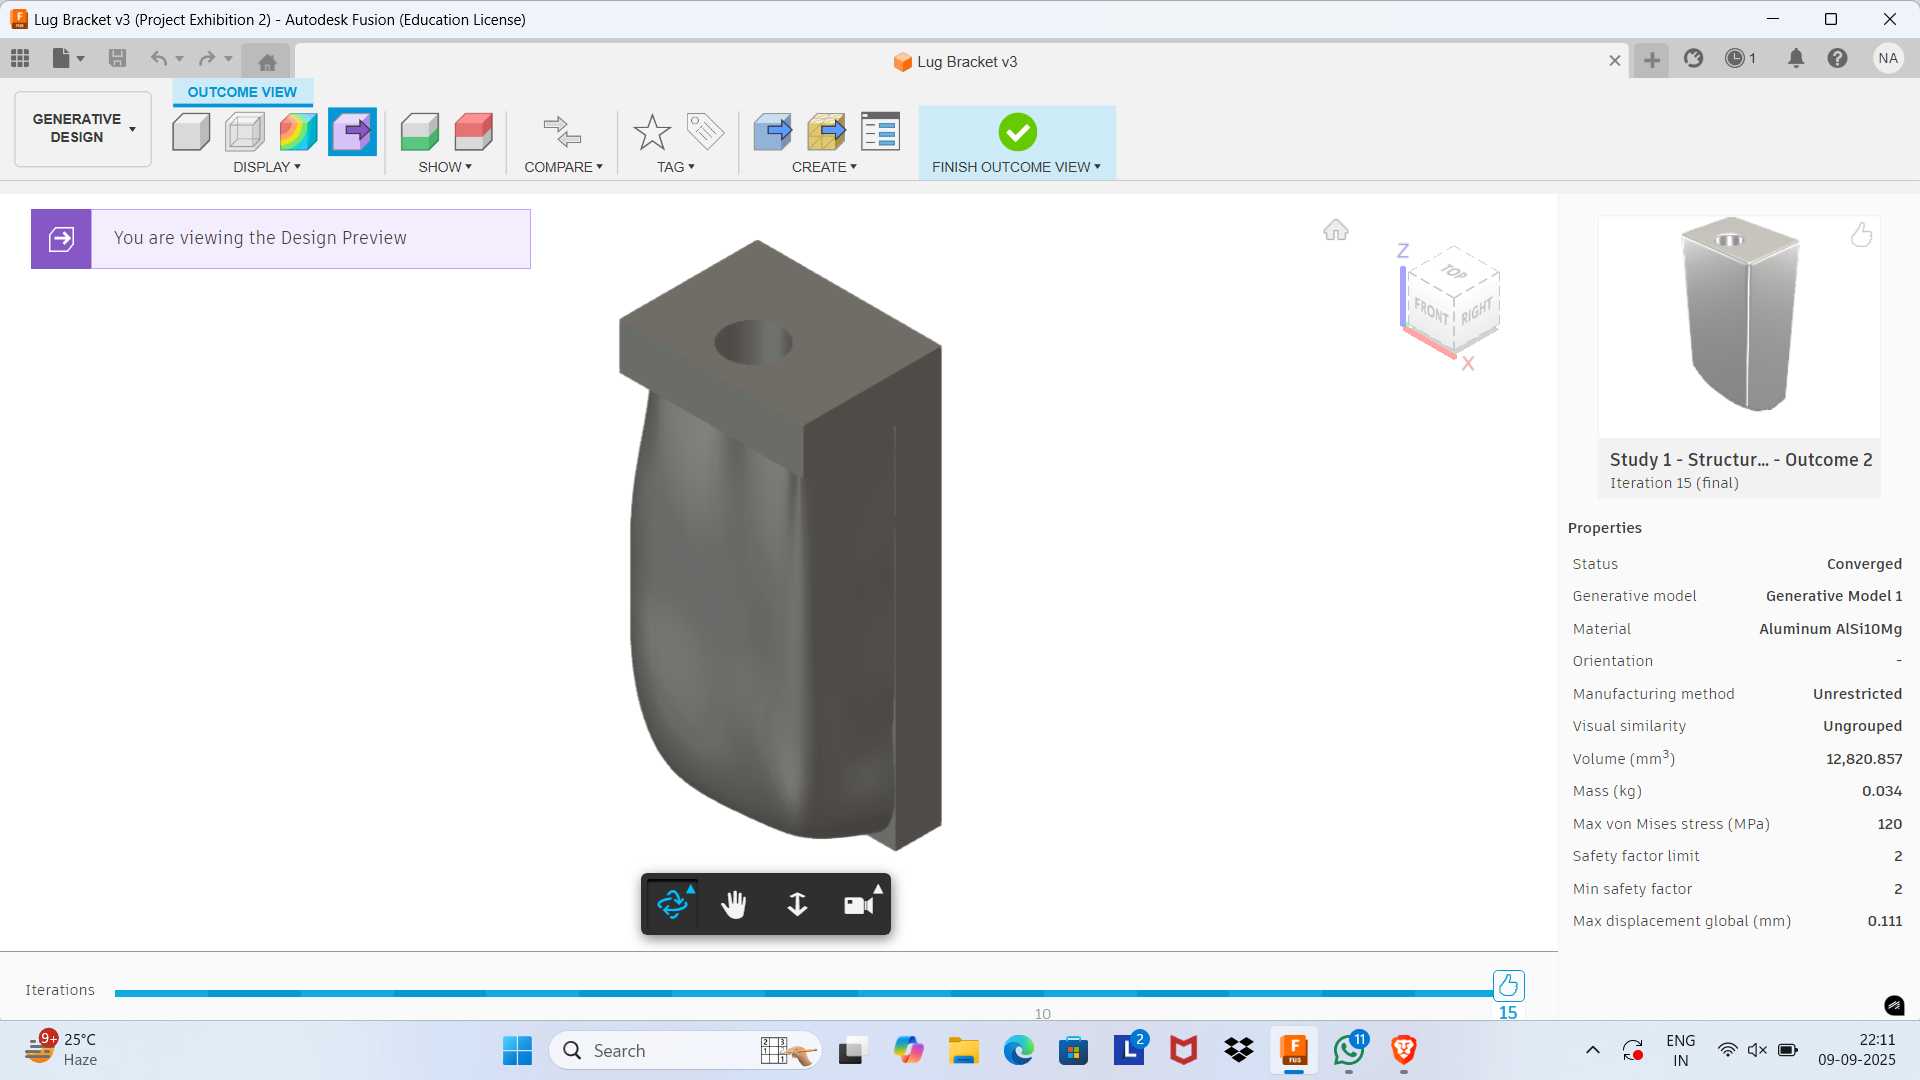 Lug Bracket v3 (Project Exhibition 2) - Autodesk Fusion (Education License)
Lug Bracket v3
1
NA
OUTCOME VIEW
GENERATIVE
DESIGN
DISPLAY
SHOW
COMPARE
TAG
CREATE
FINISH OUTCOME VIEW
You are viewing the Design Preview
Z
TOP
FRONT
RIGHT
X
Study 1 - Structur... - Outcome 2
Iteration 15 (final)
Properties
Status Converged
Generative model Generative Model 1
Material Aluminum AlSi10Mg
Orientation -
Manufacturing method Unrestricted
Visual similarity Ungrouped
Volume (mm³) 12,820.857
Mass (kg) 0.034
Max von Mises stress (MPa) 120
Safety factor limit 2
Min safety factor 2
Max displacement global (mm) 0.111
Iterations
10
15
9+
25°C
Haze
Search
L
2
F
FUS
11
ENG
IN
22:11
09-09-2025